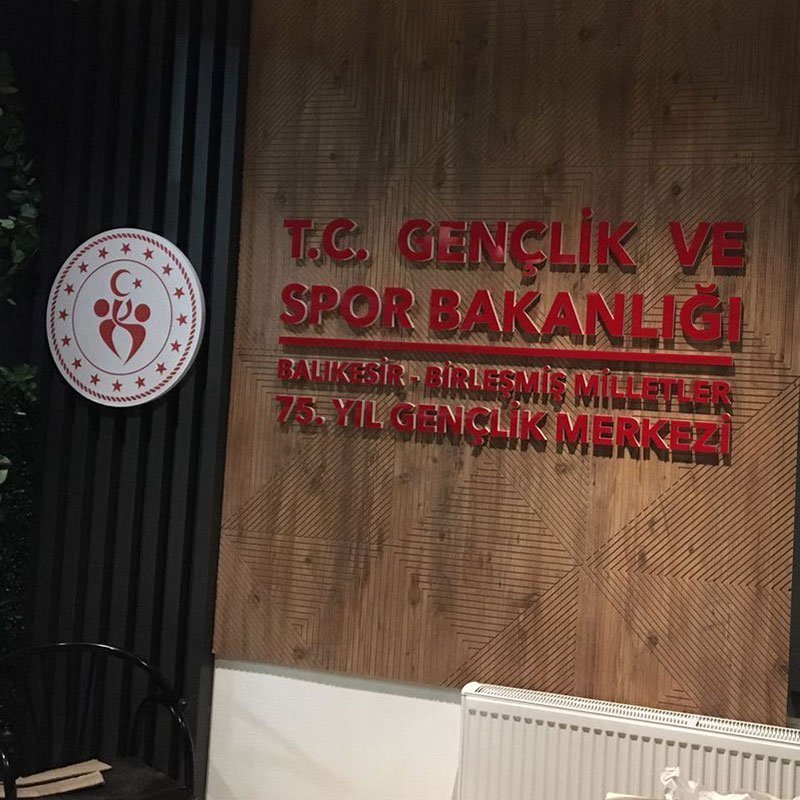 T.C. GENÇLİK VE
SPOR BAKANLIĞI
BALIKESİR - BİRLEŞMİŞ MİLLETLER
75. YIL GENÇLİK MERKEZİ